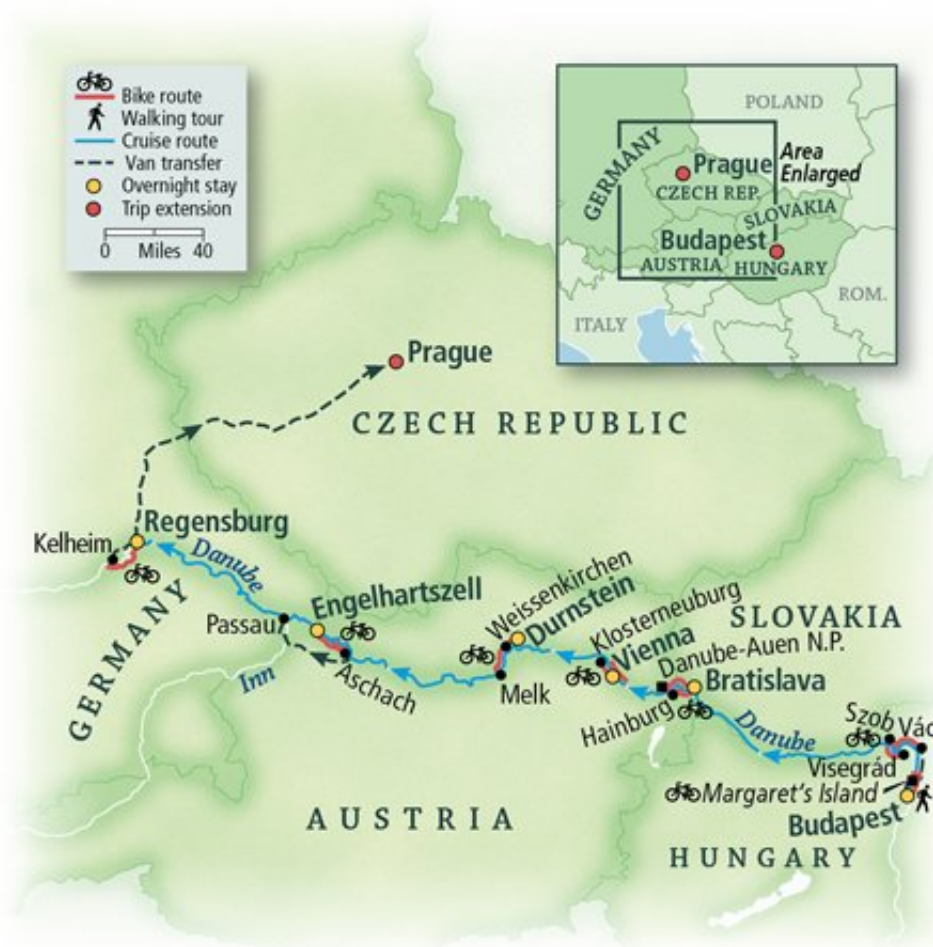 Bike route
Walking tour
Cruise route
Van transfer
Overnight stay
Trip extension
0 Miles 40
POLAND
GERMANY
Prague
Area
Enlarged
CZECH REP.
SLOVAKIA
Budapest
AUSTRIA
HUNGARY
ROM.
ITALY
Prague
CZECH REPUBLIC
Regensburg
Kelheim
Danube
GERMANY
Passau
Engelhartszell
Inn
Aschach
Weissenkirchen
Durnstein
Melk
Klosterneuburg
Vienna
SLOVAKIA
Danube-Auen N.P.
Bratislava
Hainburg
Danube
Szob
Vác
Visegrád
Margaret's Island
Budapest
AUSTRIA
HUNGARY